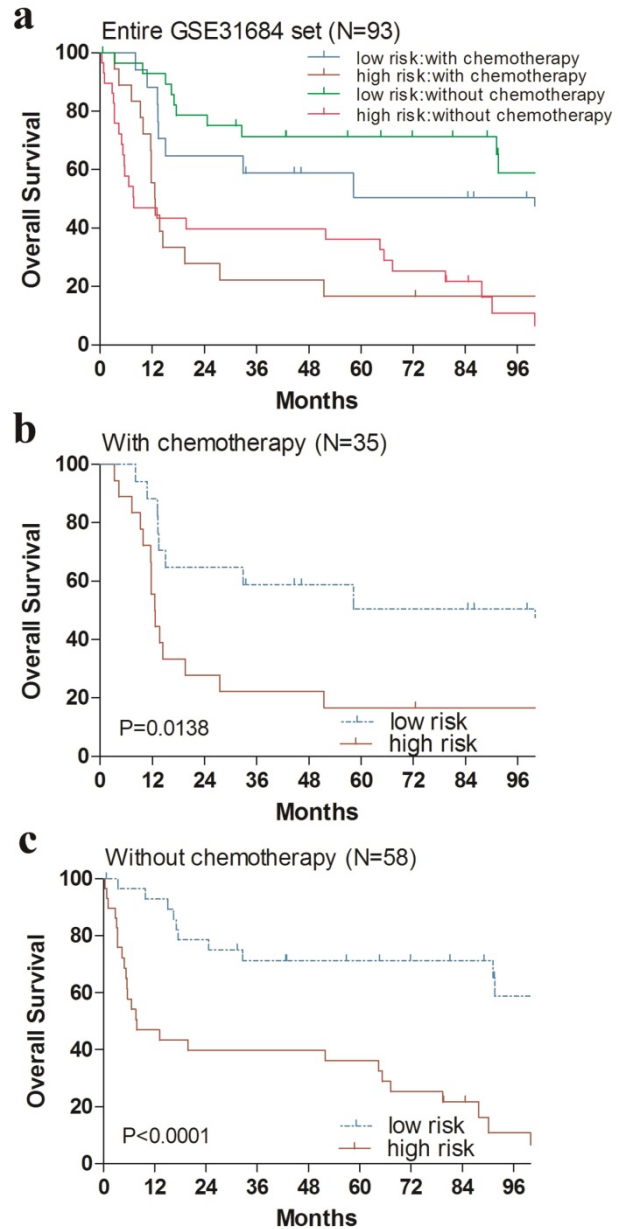 a
Entire GSE31684 set (N=93)
low risk:with chemotherapy
high risk:with chemotherapy
low risk:without chemotherapy
high risk:without chemotherapy
100
80
60
40
20
0
Overall Survival
0 12 24 36 48 60 72 84 96
Months
b
With chemotherapy (N=35)
100
80
60
40
20
0
Overall Survival
P=0.0138
low risk
high risk
0 12 24 36 48 60 72 84 96
Months
c
Without chemotherapy (N=58)
100
80
60
40
20
0
Overall Survival
P<0.0001
low risk
high risk
0 12 24 36 48 60 72 84 96
Months